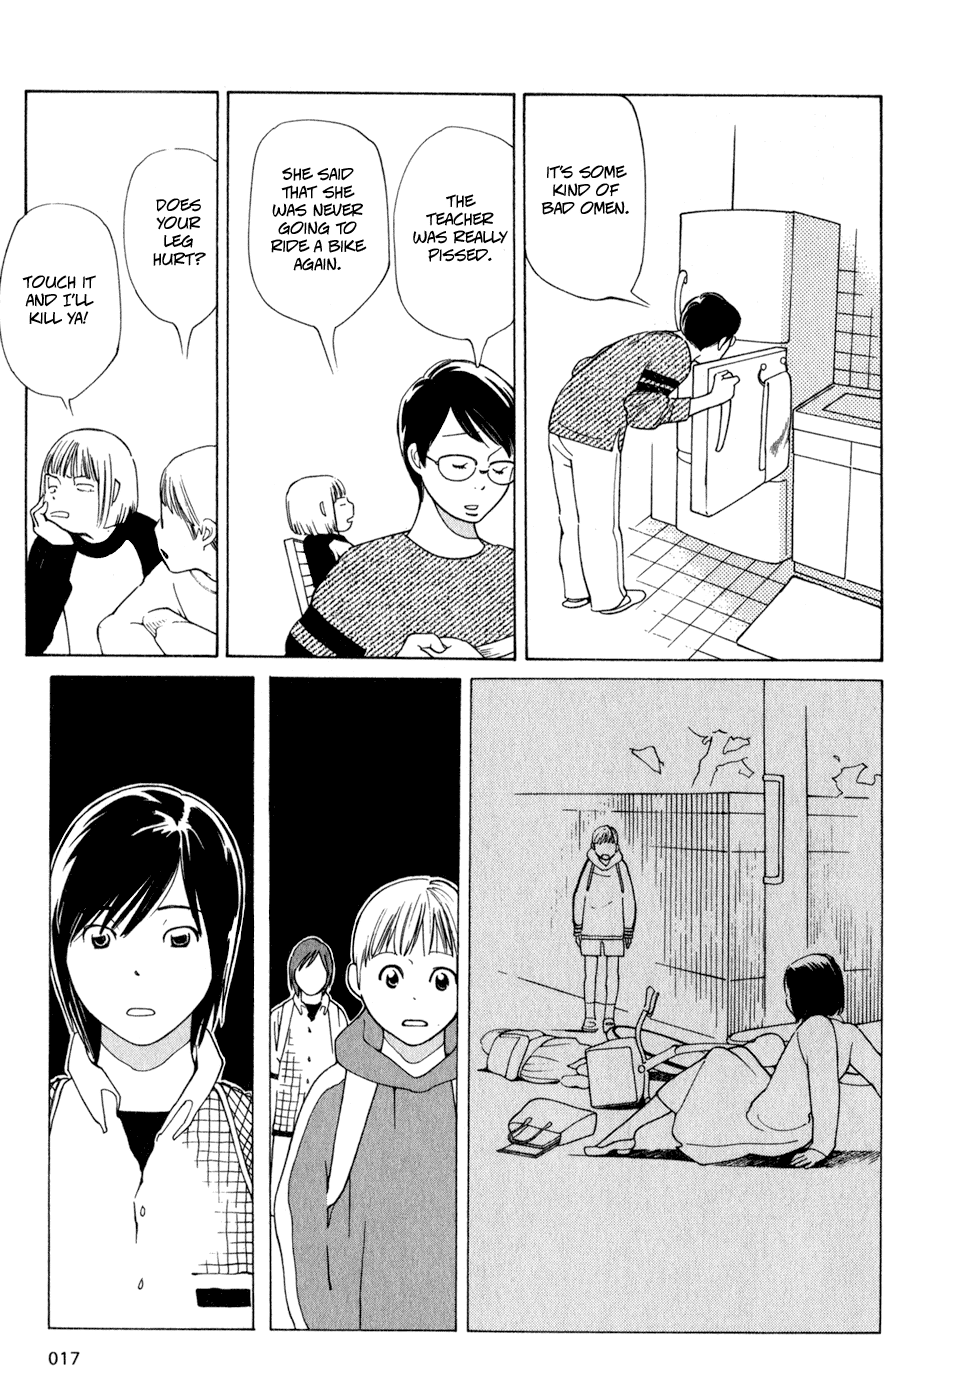 IT'S SOME
KIND OF
BAD OMEN.
THE
TEACHER
WAS REALLY
PISSED.
SHE SAID
THAT SHE
WAS NEVER
GOING TO
RIDE A BIKE
AGAIN.
DOES
YOUR
LEG
HURT?
TOUCH IT
AND I'LL
KILL YA!
017